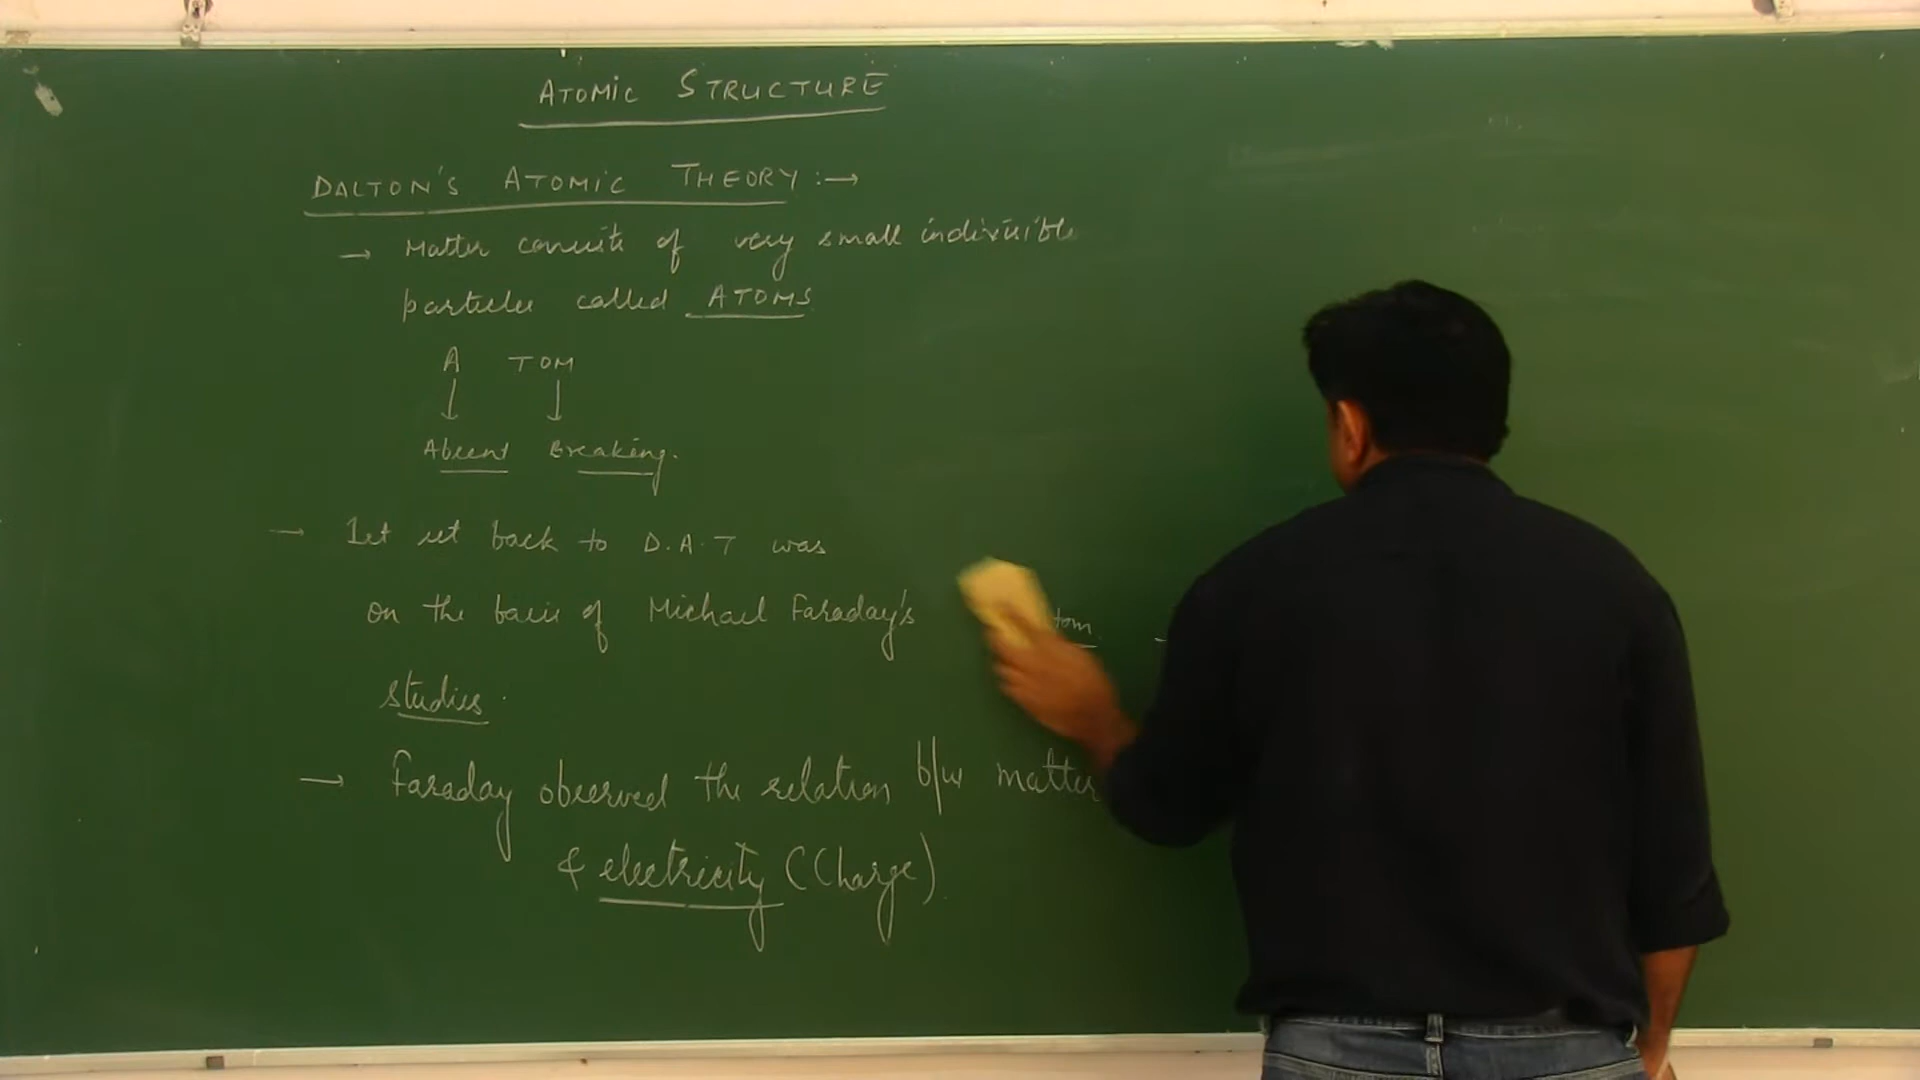 ATOMIC STRUCTURE
DALTON'S ATOMIC THEORY :→
→ Matter consists of very small indivisible
particles called ATOMS
A TOM
↓ ↓
Absent Breaking.
→ 1st set back to D.A.T was
on the basis of Michael Faraday's
tom.
studies.
→ Faraday observed the relation b/w matter
& electricity (Charge).